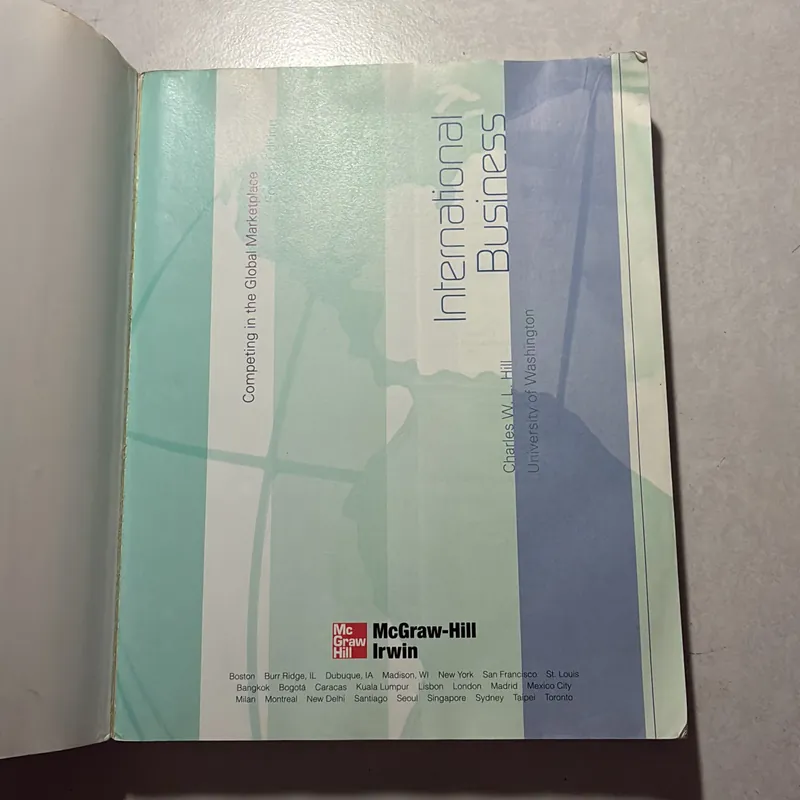 International
Business
Competing in the Global Marketplace
Edition
Charles W. L. Hill
University of Washington
Mc
Graw
Hill
McGraw-Hill
Irwin
Boston Burr Ridge, IL Dubuque, IA Madison, WI New York San Francisco St. Louis
Bangkok Bogotá Caracas Kuala Lumpur Lisbon London Madrid Mexico City
Milan Montreal New Delhi Santiago Seoul Singapore Sydney Taipei Toronto